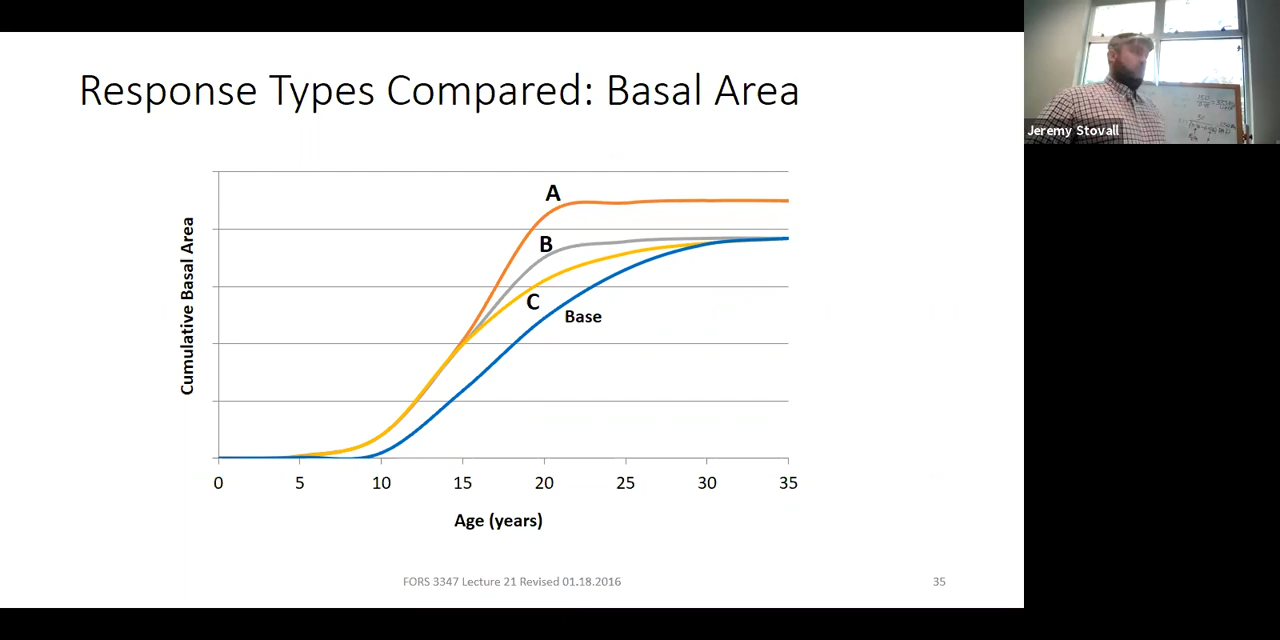 Response Types Compared: Basal Area
Jeremy Stovall
A
B
C
Base
Cumulative Basal Area
0 5 10 15 20 25 30 35
Age (years)
FORS 3347 Lecture 21 Revised 01.18.2016
35